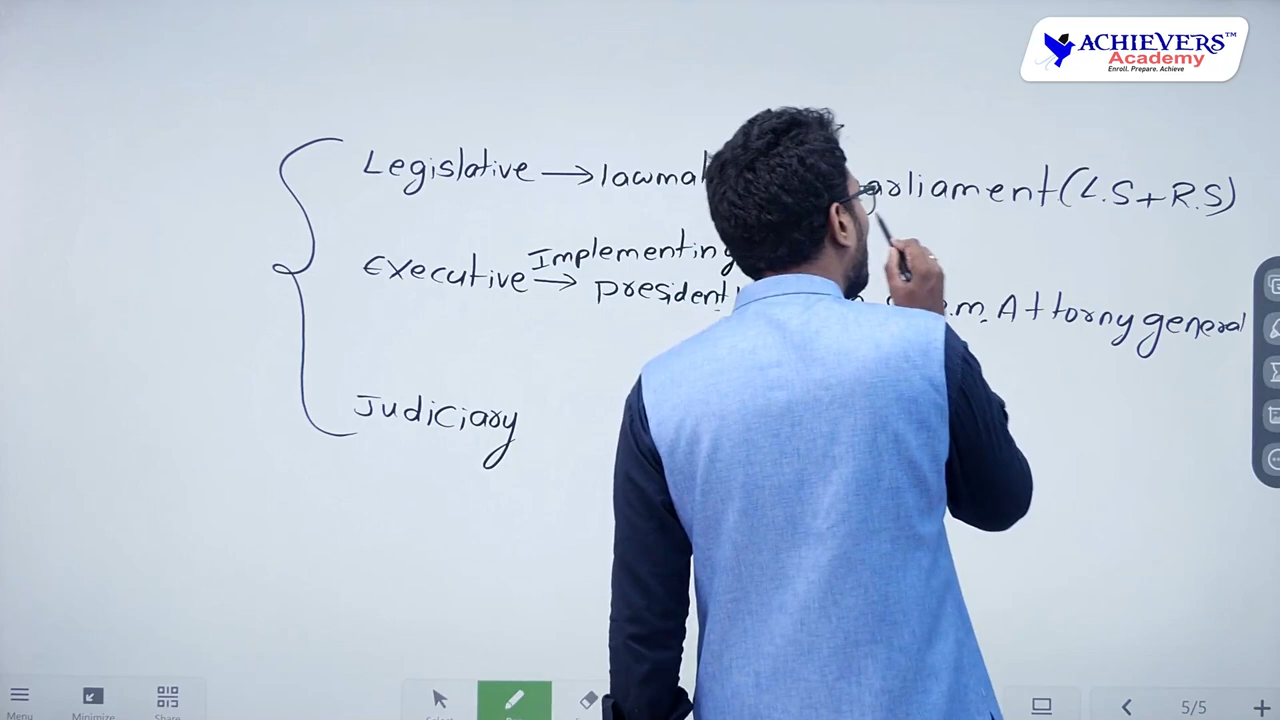 ACHIEVERS™
Academy
Enroll. Prepare. Achieve
Legislative → lawmak arliament (L.S + R.S)
Implementing
Executive → president .m. Attorny general
Judiciary
Menu
Minimize
Share
5/5